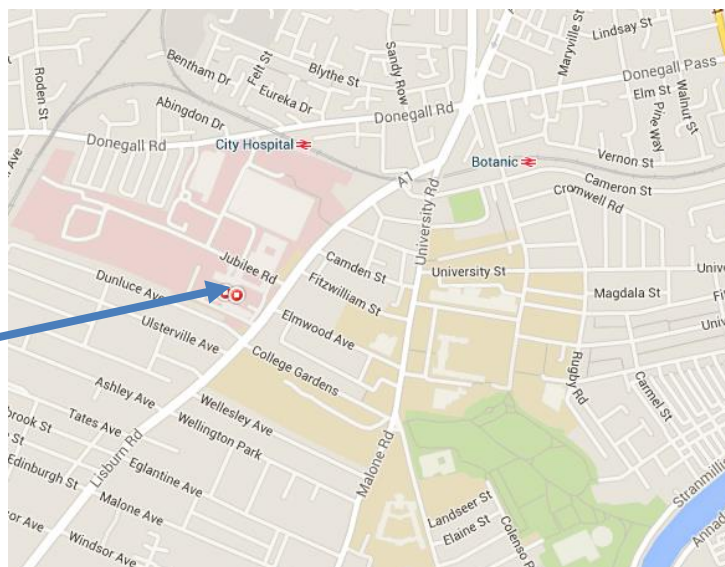 Lindsay St
Maryville St
Sandy Row
Felt St
Bentham Dr
Blythe St
Donegall Pass
Roden St
Eureka Dr
Elm St
Walnut St
Pine Way
Abingdon Dr
Donegall Rd
Donegall Rd
City Hospital
Botanic
Vernon St
A1
Cameron St
Cromwell Rd
University Rd
Jubilee Rd
Camden St
University St
Dunluce Ave
Fitzwilliam St
Magdala St
Ulsterville Ave
Elmwood Ave
College Gardens
Rugby Rd
Ashley Ave
Carmel St
Wellesley Ave
Tates Ave
Wellington Park
Lisburn Rd
Malone Rd
Edinburgh St
Eglantine Ave
Stranmilli
Landseer St
Malone Ave
Elaine St
Colenso
Annad
Windsor Ave